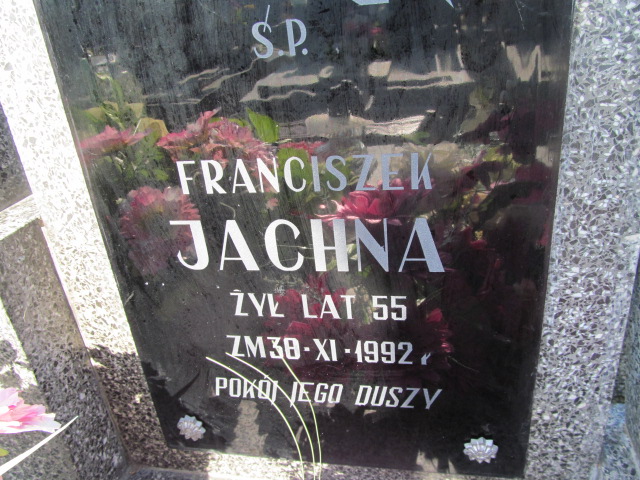 Ś.P.
FRANCISZEK
JACHNA
ŻYŁ LAT 55
ZM 30·XI·1992 r
POKÓJ JEGO DUSZY